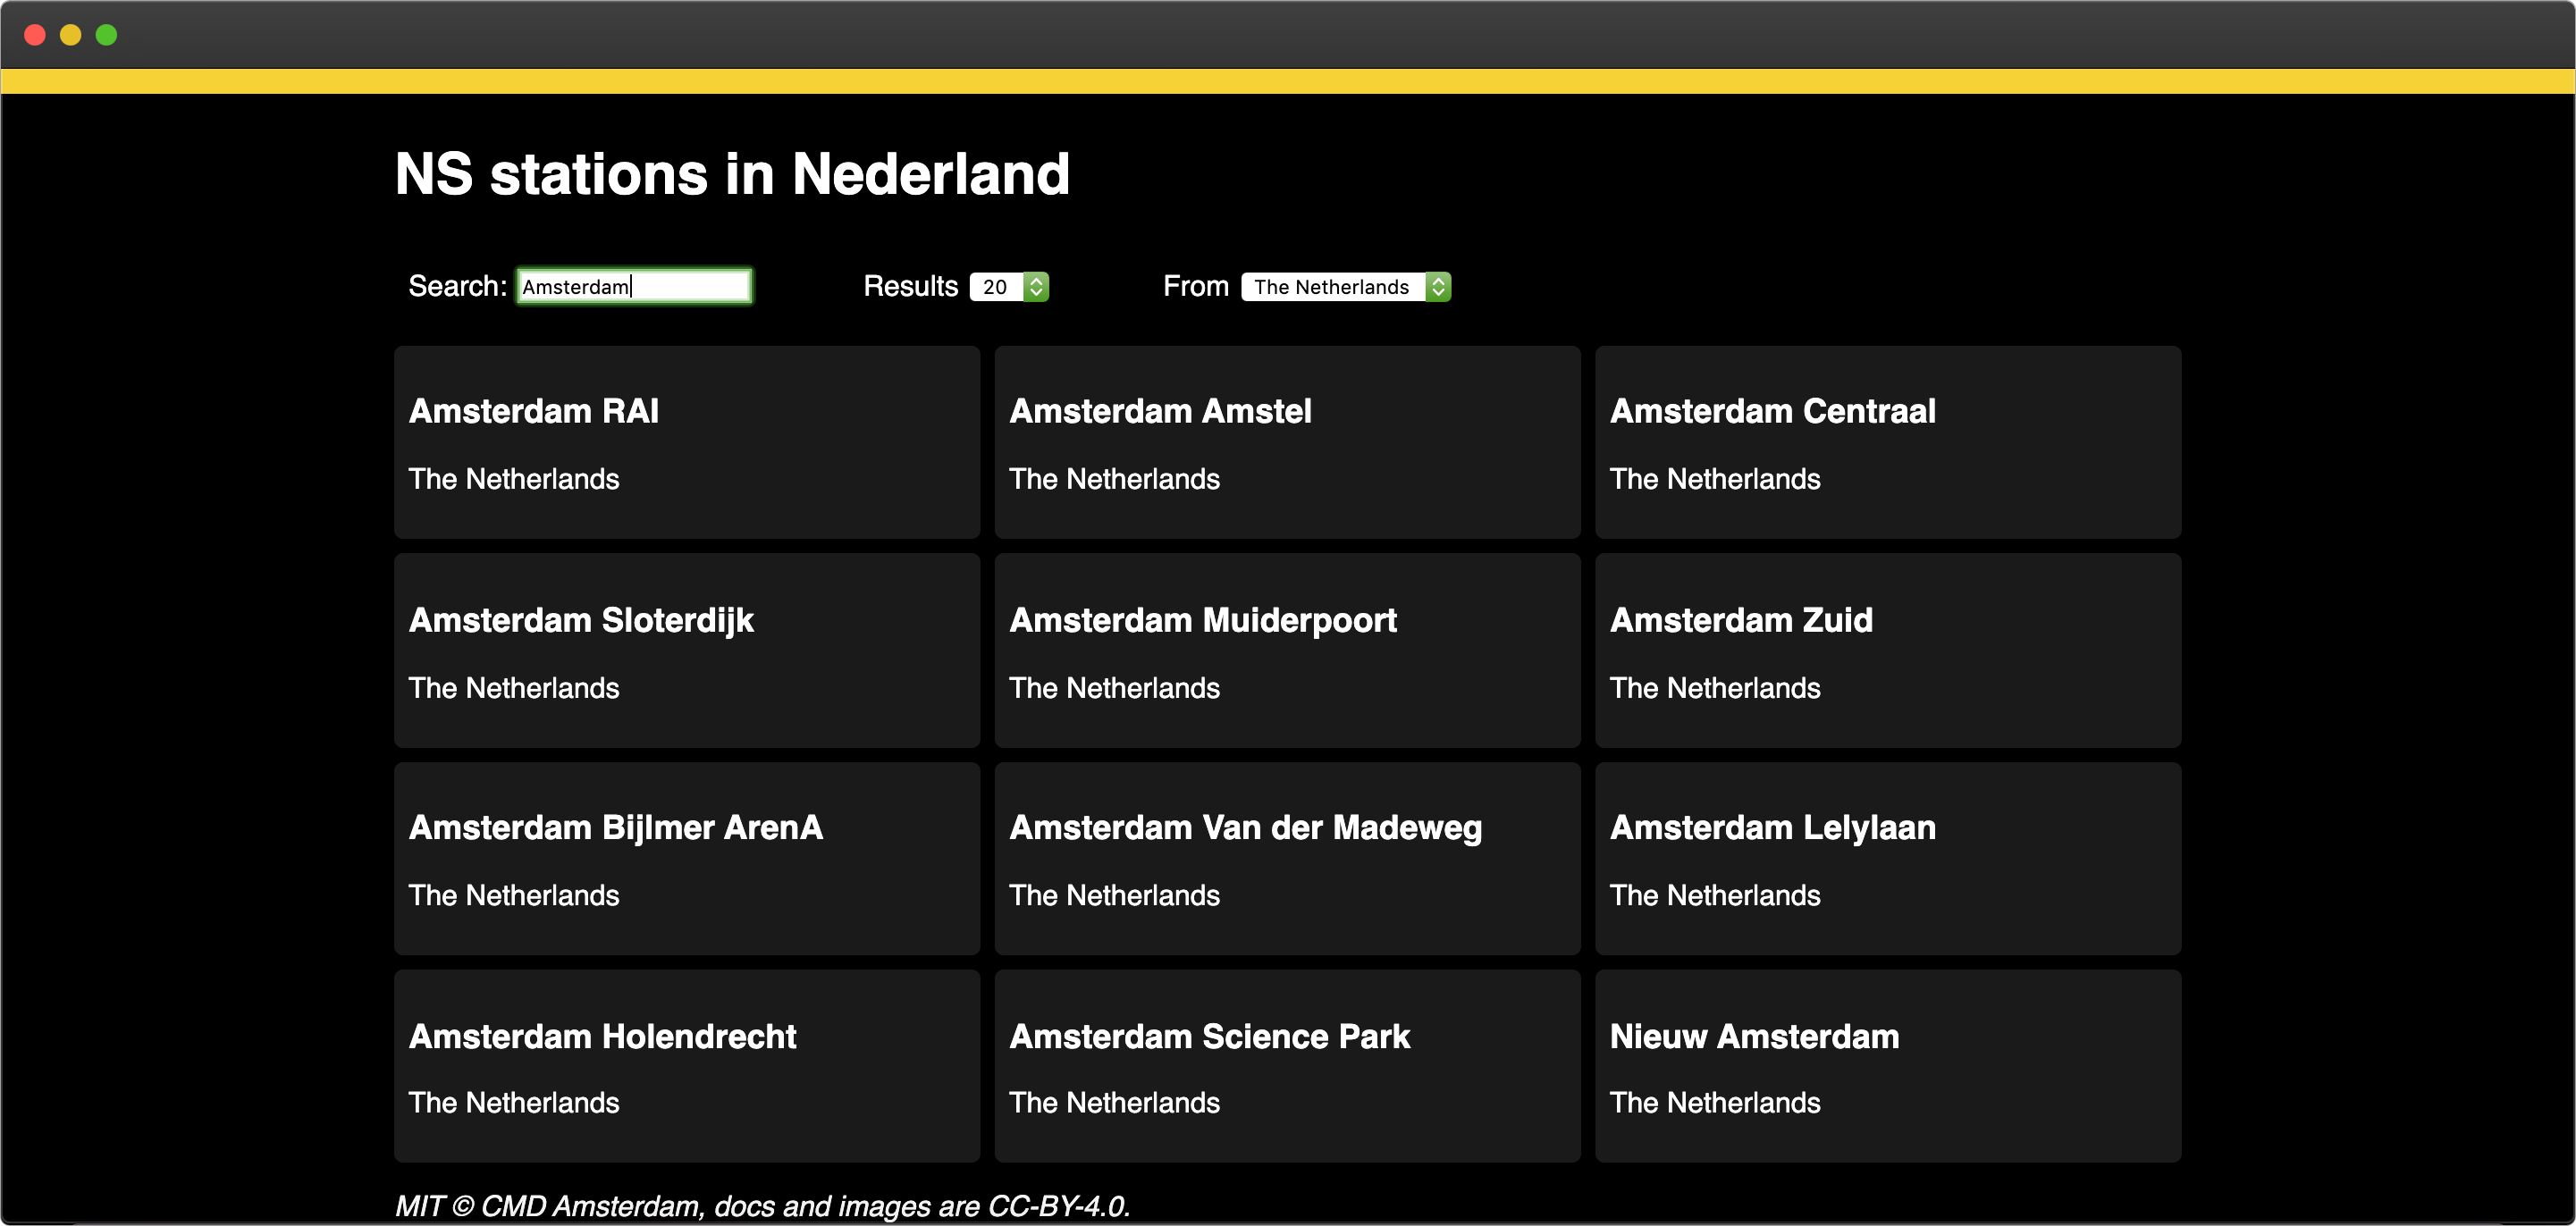 NS stations in Nederland
Search: Amsterdam Results 20 From The Netherlands
Amsterdam RAI Amsterdam Amstel Amsterdam Centraal
The Netherlands The Netherlands The Netherlands
Amsterdam Sloterdijk Amsterdam Muiderpoort Amsterdam Zuid
The Netherlands The Netherlands The Netherlands
Amsterdam Bijlmer ArenA Amsterdam Van der Madeweg Amsterdam Lelylaan
The Netherlands The Netherlands The Netherlands
Amsterdam Holendrecht Amsterdam Science Park Nieuw Amsterdam
The Netherlands The Netherlands The Netherlands
MIT © CMD Amsterdam, docs and images are CC-BY-4.0.